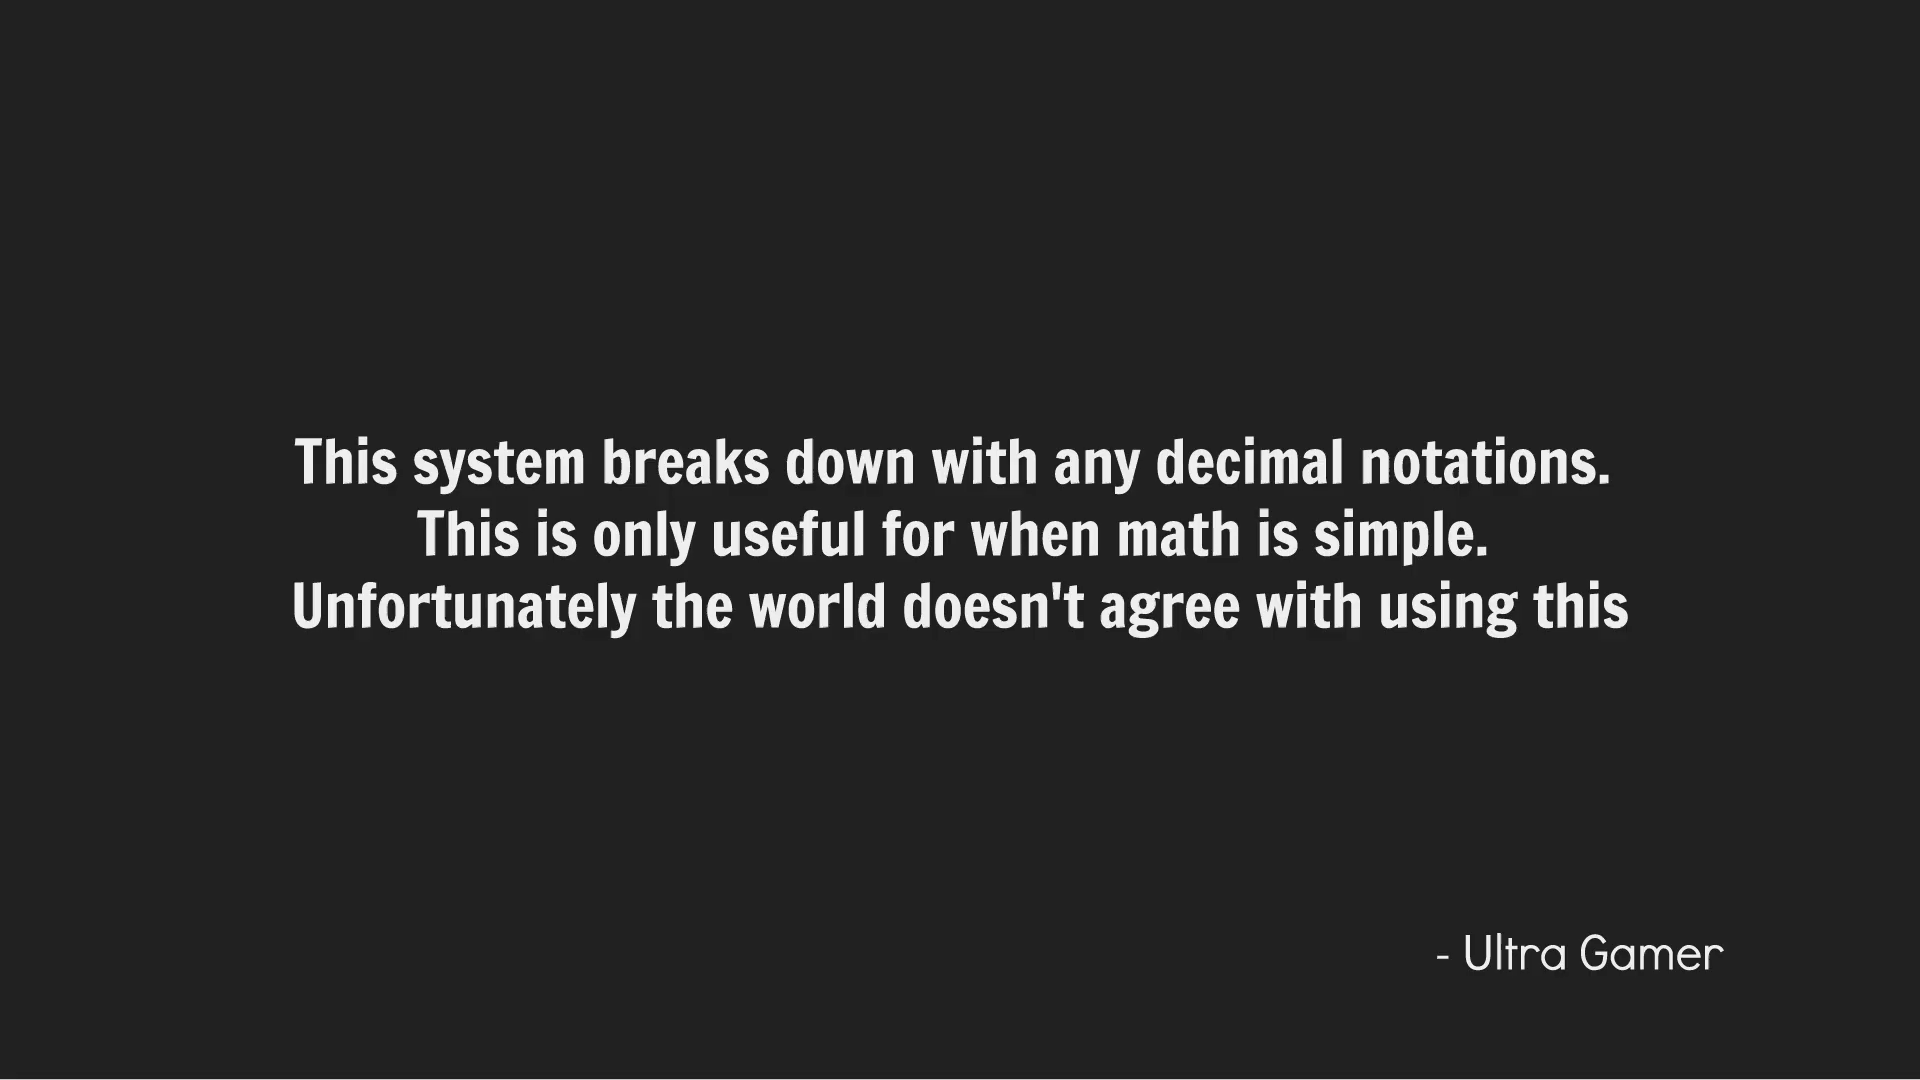 This system breaks down with any decimal notations.
This is only useful for when math is simple.
Unfortunately the world doesn't agree with using this
- Ultra Gamer